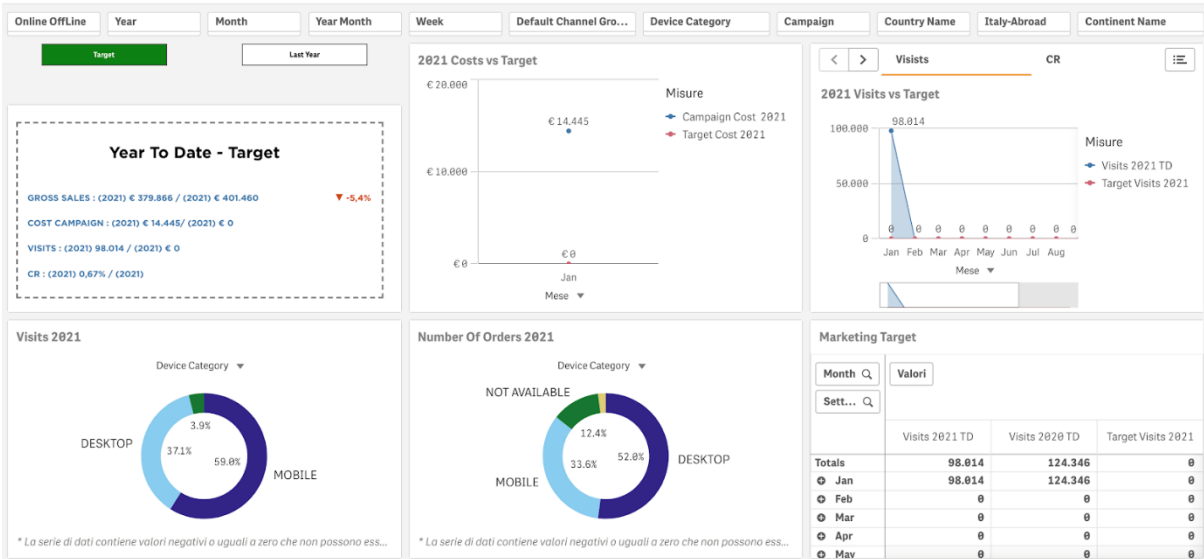 Online OffLine
Year
Month
Year Month
Week
Default Channel Gro...
Device Category
Campaign
Country Name
Italy-Abroad
Continent Name
Target
Last Year
Year To Date - Target
GROSS SALES : (2021) € 379.866 / (2021) € 401.460 ▼ -5,4%
COST CAMPAIGN : (2021) € 14.445/ (2021) € 0
VISITS : (2021) 98.014 / (2021) € 0
CR : (2021) 0,67% / (2021)
2021 Costs vs Target
€ 20.000
€ 10.000
€ 0
€ 14.445
€ 0
Jan
Mese ▼
Misure
Campaign Cost 2021
Target Cost 2021
Visists
CR
2021 Visits vs Target
100.000
50.000
0
98.014
0 0 0 0 0 0 0 0 0
Jan Feb Mar Apr May Jun Jul Aug
Mese ▼
Misure
Visits 2021 TD
Target Visits 2021
Visits 2021
Device Category ▼
3.9%
DESKTOP
37.1%
59.0%
MOBILE
* La serie di dati contiene valori negativi o uguali a zero che non possono ess...
Number Of Orders 2021
Device Category ▼
NOT AVAILABLE
12.4%
33.6%
52.0%
DESKTOP
MOBILE
* La serie di dati contiene valori negativi o uguali a zero che non possono ess...
Marketing Target
Month
Valori
Sett...
Visits 2021 TD Visits 2020 TD Target Visits 2021
Totals 98.014 124.346 0
Jan 98.014 124.346 0
Feb 0 0 0
Mar 0 0 0
Apr 0 0 0
May 0 0 0